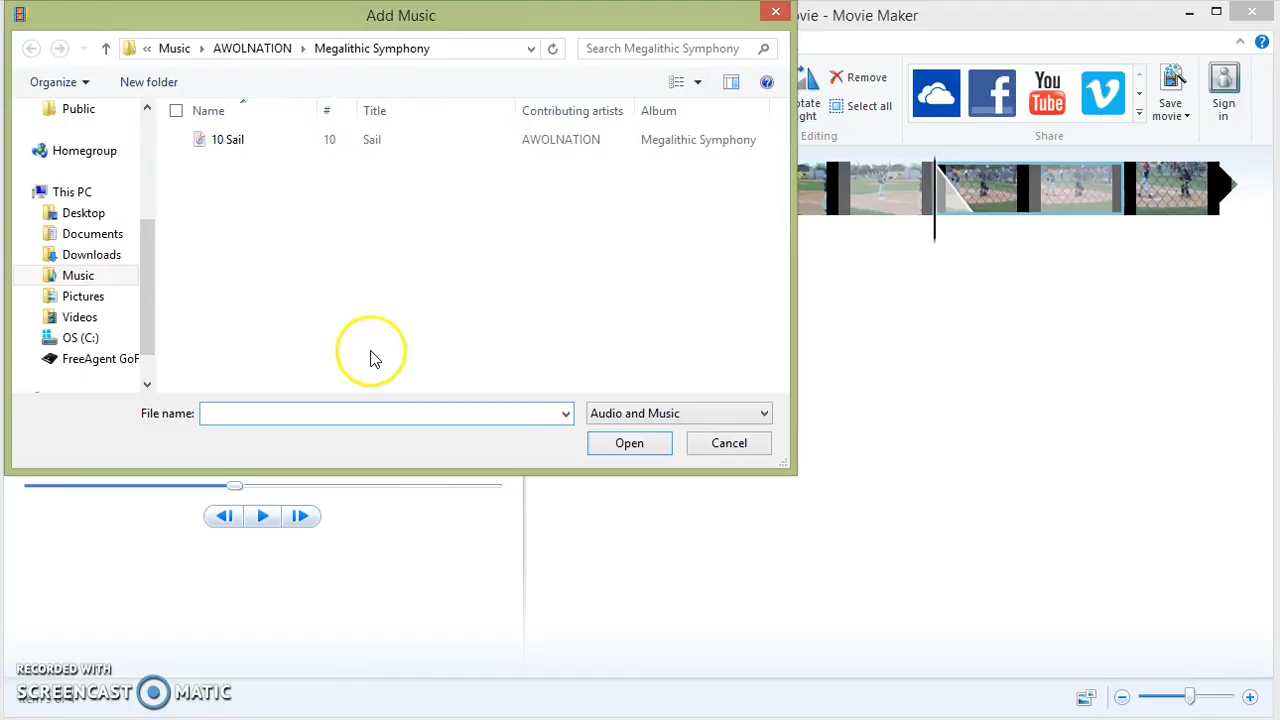 Add Music
vie - Movie Maker
« Music AWOLNATION Megalithic Symphony
Search Megalithic Symphony
Organize New folder
Public
Homegroup
This PC
Desktop
Documents
Downloads
Music
Pictures
Videos
OS (C:)
FreeAgent GoF
Name # Title Contributing artists Album
10 Sail 10 Sail AWOLNATION Megalithic Symphony
File name:
Audio and Music
Open Cancel
Remove
Select all
Editing
You
Tube
Share
Save
movie
Sign
in
RECORDED WITH
SCREENCAST MATIC